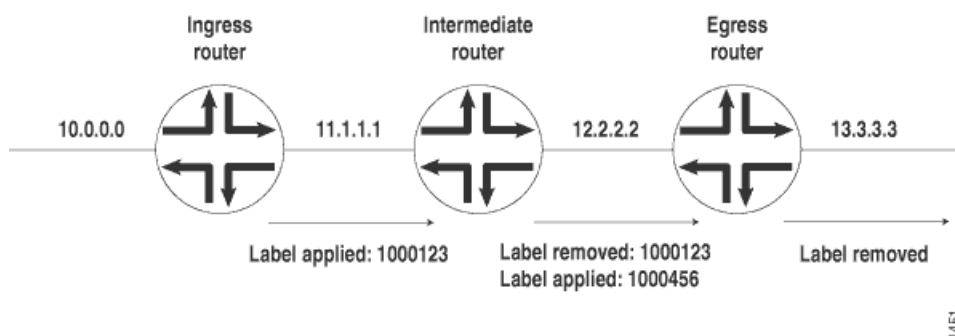 Ingress
router
Intermediate
router
Egress
router
10.0.0.0
11.1.1.1
12.2.2.2
13.3.3.3
Label applied: 1000123
Label removed: 1000123
Label applied: 1000456
Label removed